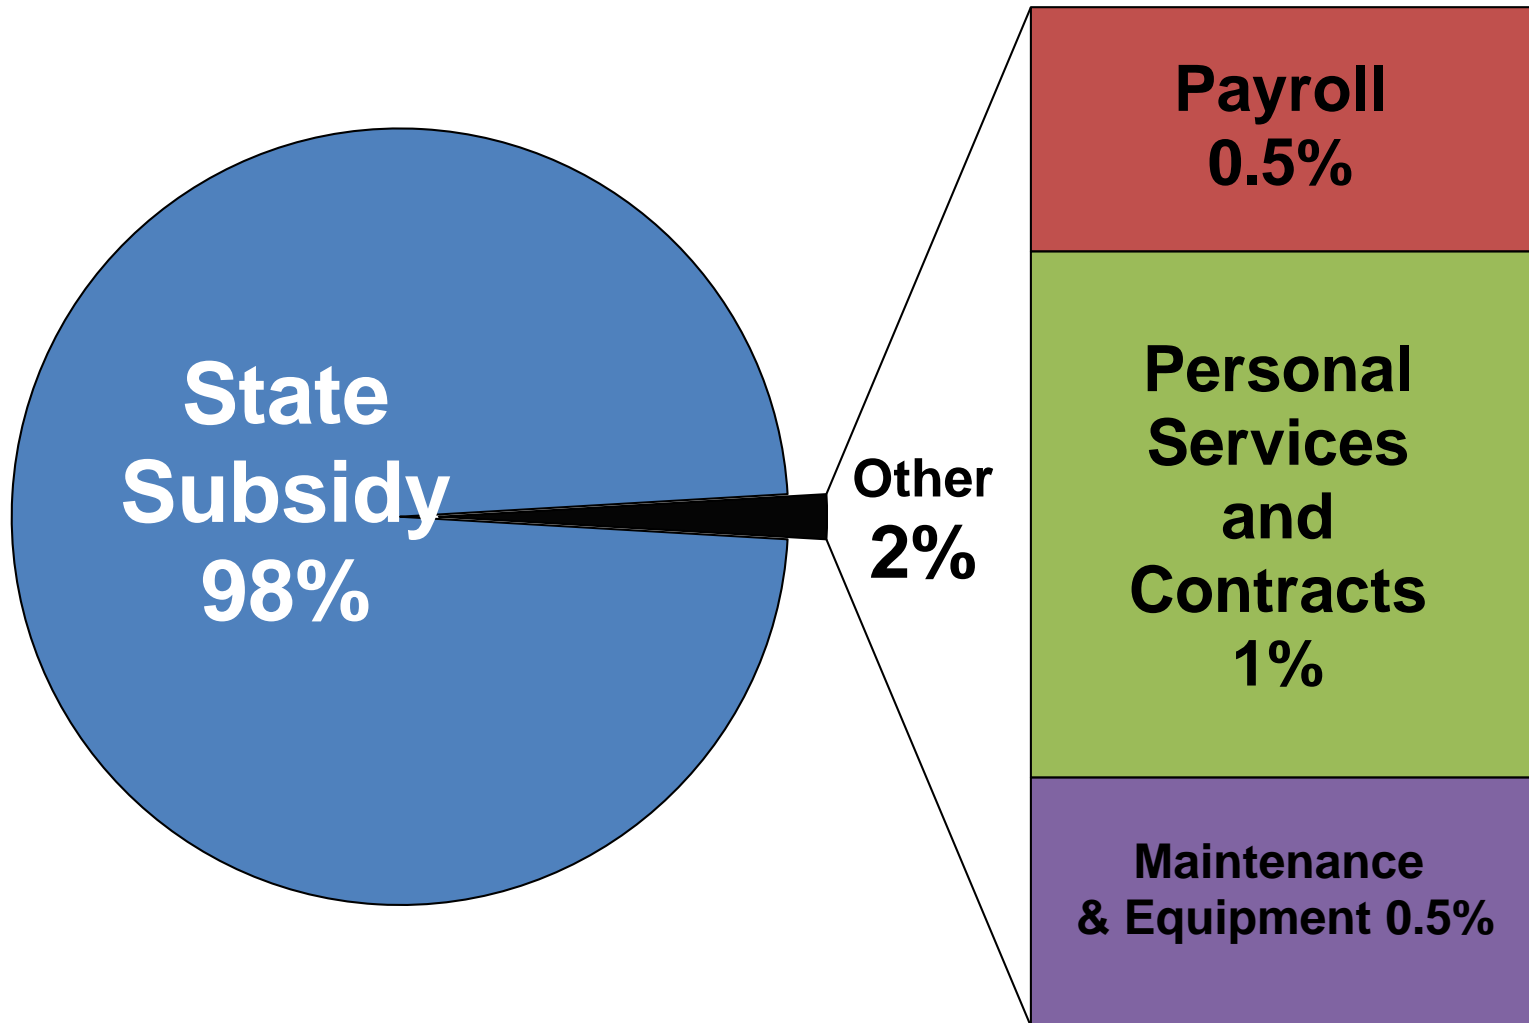 State
Subsidy
98%
Other
2%
Payroll
0.5%
Personal
Services
and
Contracts
1%
Maintenance
& Equipment 0.5%